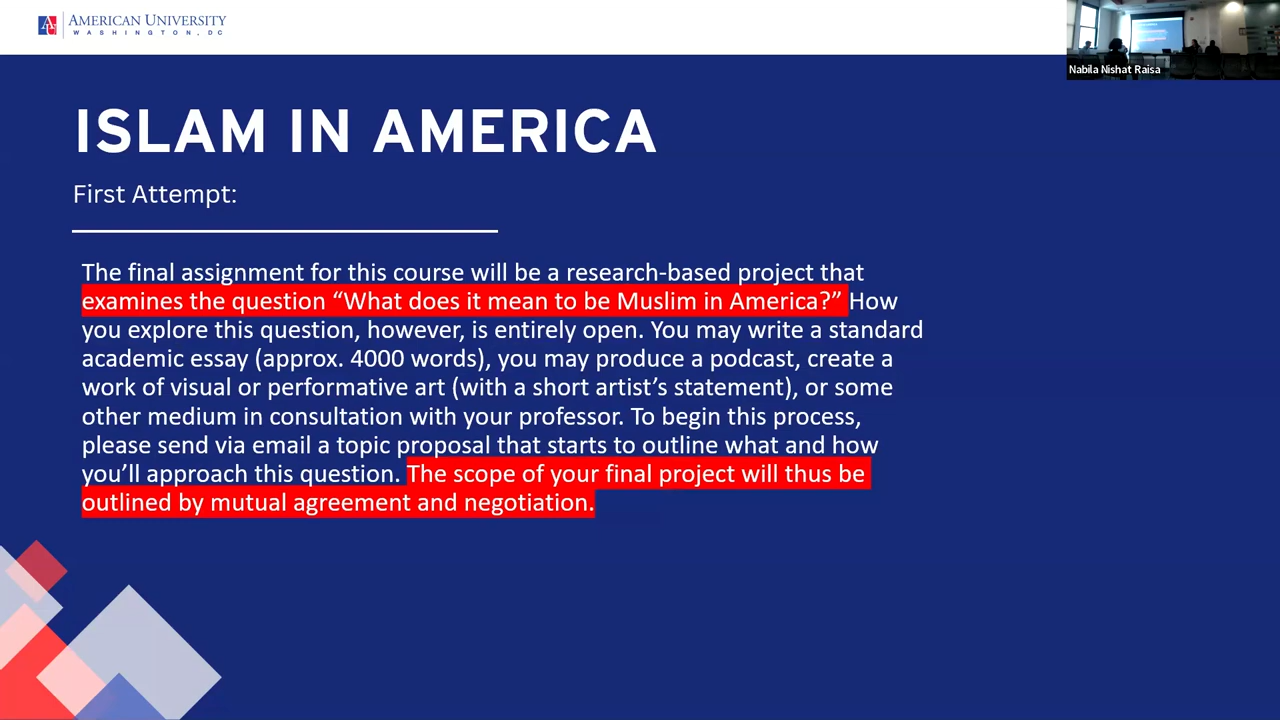 AMERICAN UNIVERSITY
WASHINGTON, DC
Nabila Nishat Raisa
ISLAM IN AMERICA
First Attempt:
The final assignment for this course will be a research-based project that
examines the question “What does it mean to be Muslim in America?” How
you explore this question, however, is entirely open. You may write a standard
academic essay (approx. 4000 words), you may produce a podcast, create a
work of visual or performative art (with a short artist’s statement), or some
other medium in consultation with your professor. To begin this process,
please send via email a topic proposal that starts to outline what and how
you’ll approach this question. The scope of your final project will thus be
outlined by mutual agreement and negotiation.